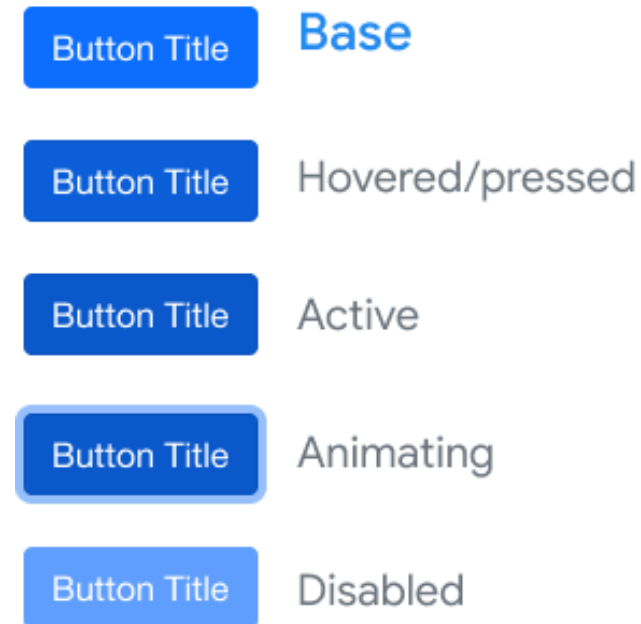 Button Title Base
Button Title Hovered/pressed
Button Title Active
Button Title Animating
Button Title Disabled